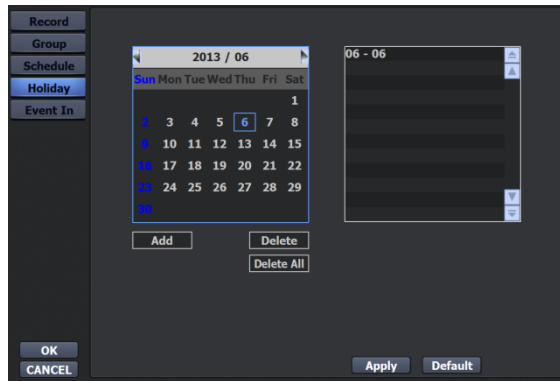 Record
Group
Schedule
Holiday
Event In
2013 / 06
Sun Mon Tue Wed Thu Fri Sat
1
2 3 4 5 6 7 8
9 10 11 12 13 14 15
16 17 18 19 20 21 22
23 24 25 26 27 28 29
30
06 - 06
Add Delete
Delete All
OK
CANCEL
Apply Default